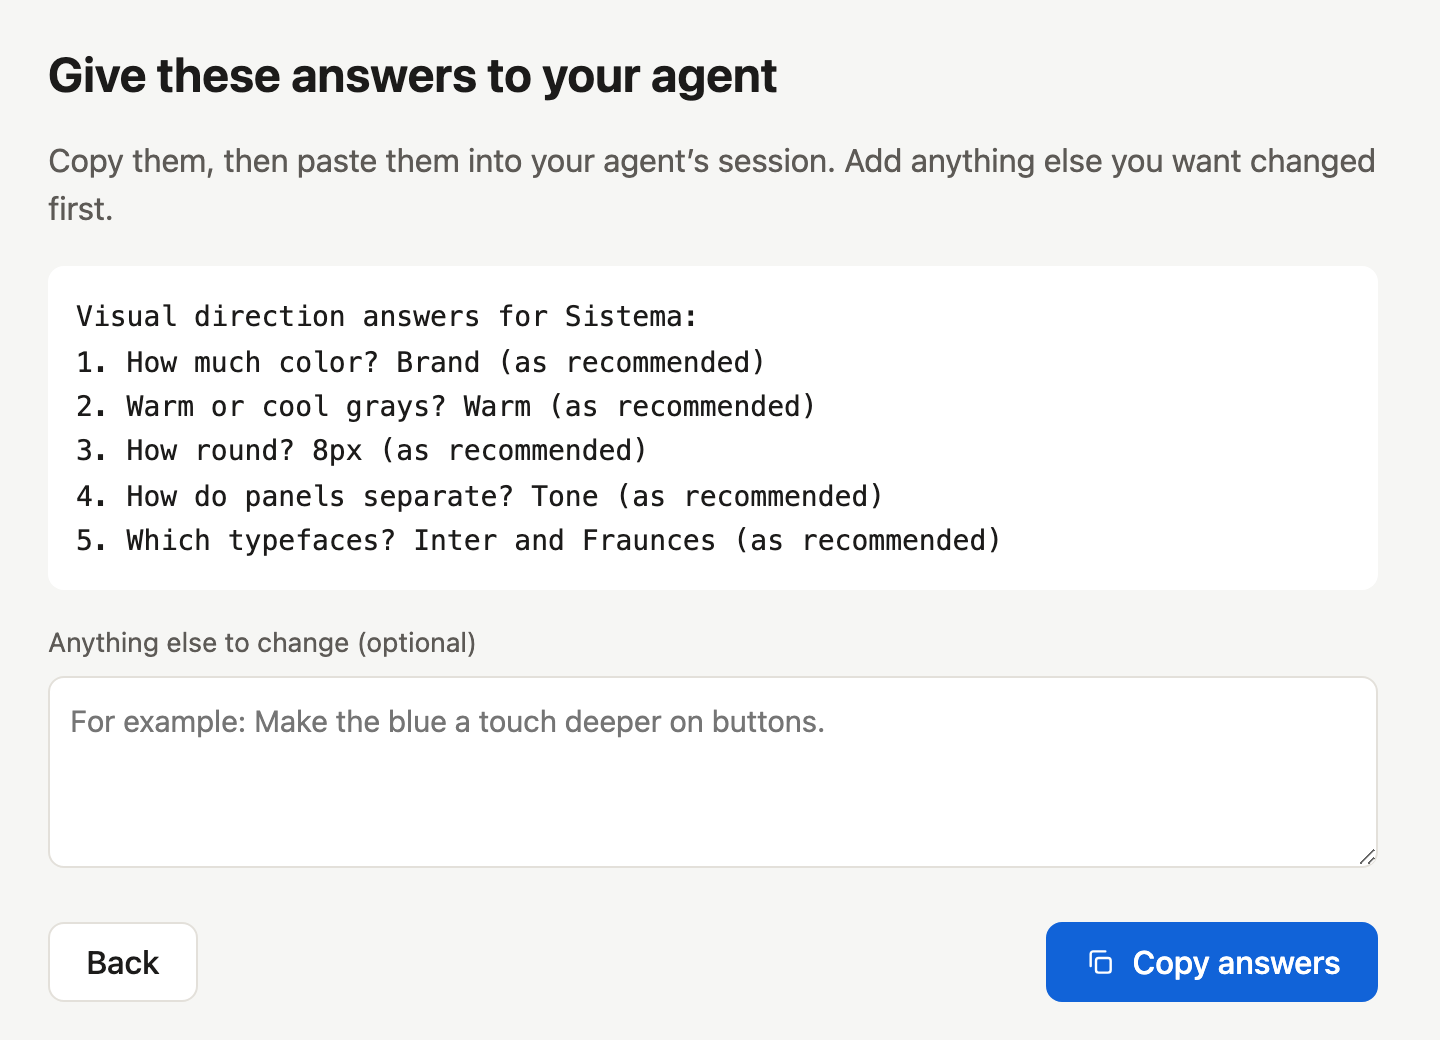 Give these answers to your agent
Copy them, then paste them into your agent’s session. Add anything else you want changed
first.
Visual direction answers for Sistema:
1. How much color? Brand (as recommended)
2. Warm or cool grays? Warm (as recommended)
3. How round? 8px (as recommended)
4. How do panels separate? Tone (as recommended)
5. Which typefaces? Inter and Fraunces (as recommended)
Anything else to change (optional)
For example: Make the blue a touch deeper on buttons.
Back
Copy answers